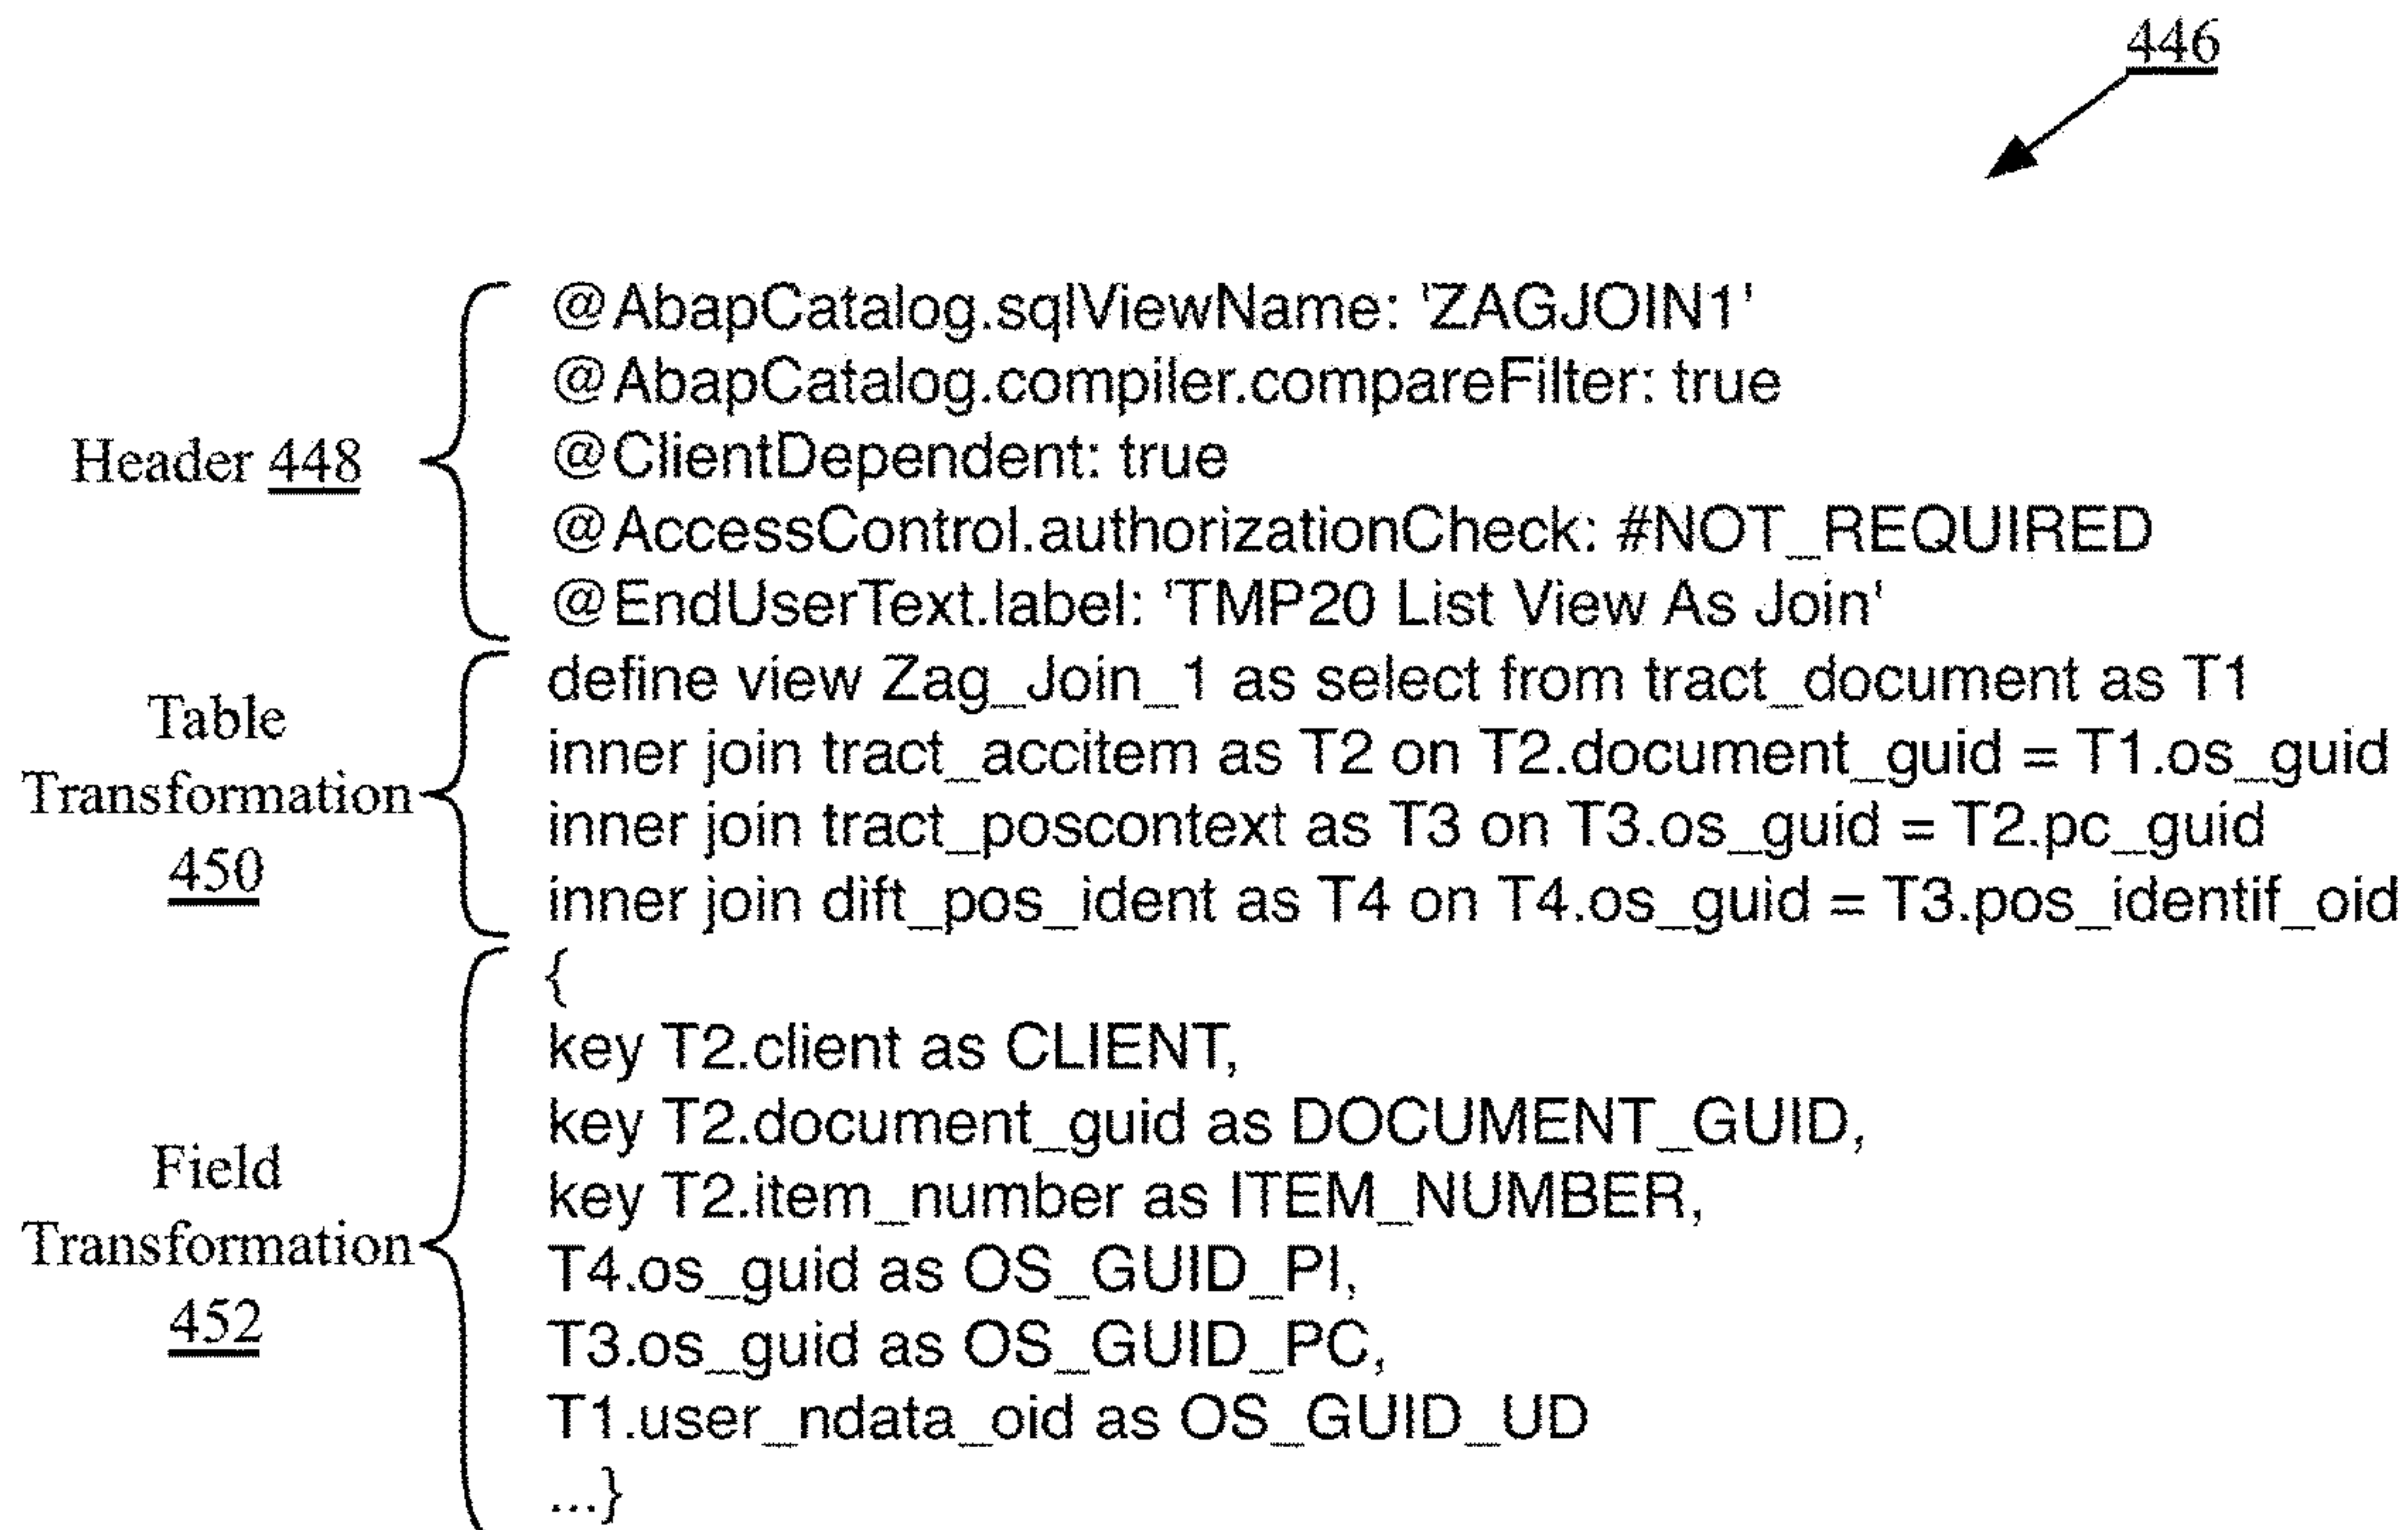 446
@AbapCatalog.sqlViewName: 'ZAGJOIN1'
@AbapCatalog.compiler.compareFilter: true
Header 448
@ClientDependent: true
@AccessControl.authorizationCheck: #NOT_REQUIRED
@EndUserText.label: 'TMP20 List View As Join'
Table
Transformation
450
define view Zag_Join_1 as select from tract_document as T1
inner join tract_accitem as T2 on T2.document_guid = T1.os_guid
inner join tract_poscontext as T3 on T3.os_guid = T2.pc_guid
inner join dift_pos_ident as T4 on T4.os_guid = T3.pos_identif_oid
Field
Transformation
452
{
key T2.client as CLIENT,
key T2.document_guid as DOCUMENT_GUID,
key T2.item_number as ITEM_NUMBER,
T4.os_guid as OS_GUID_PI,
T3.os_guid as OS_GUID_PC,
T1.user_ndata_oid as OS_GUID_UD
...}